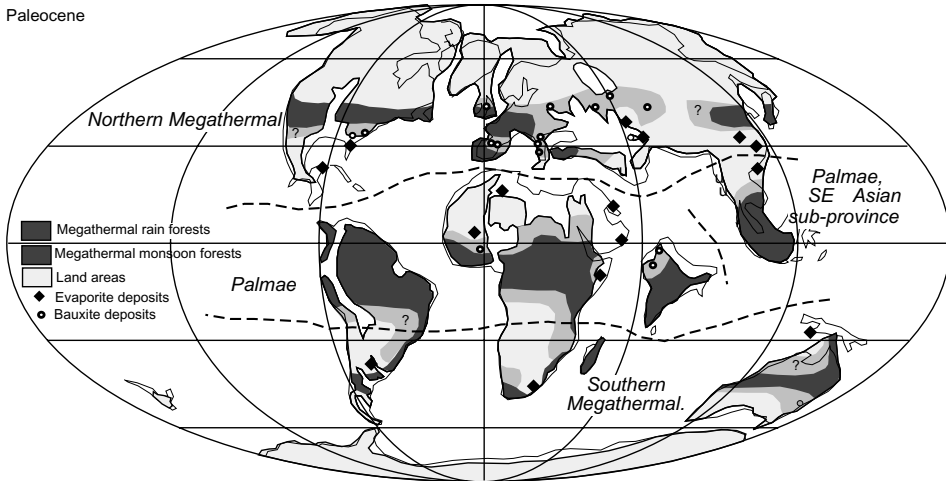 Paleocene
Northern Megathermal
?
?
Palmae,
SE Asian
sub-province
Megathermal rain forests
Megathermal monsoon forests
Land areas
Evaporite deposits
Bauxite deposits
Palmae
?
?
Southern
Megathermal.